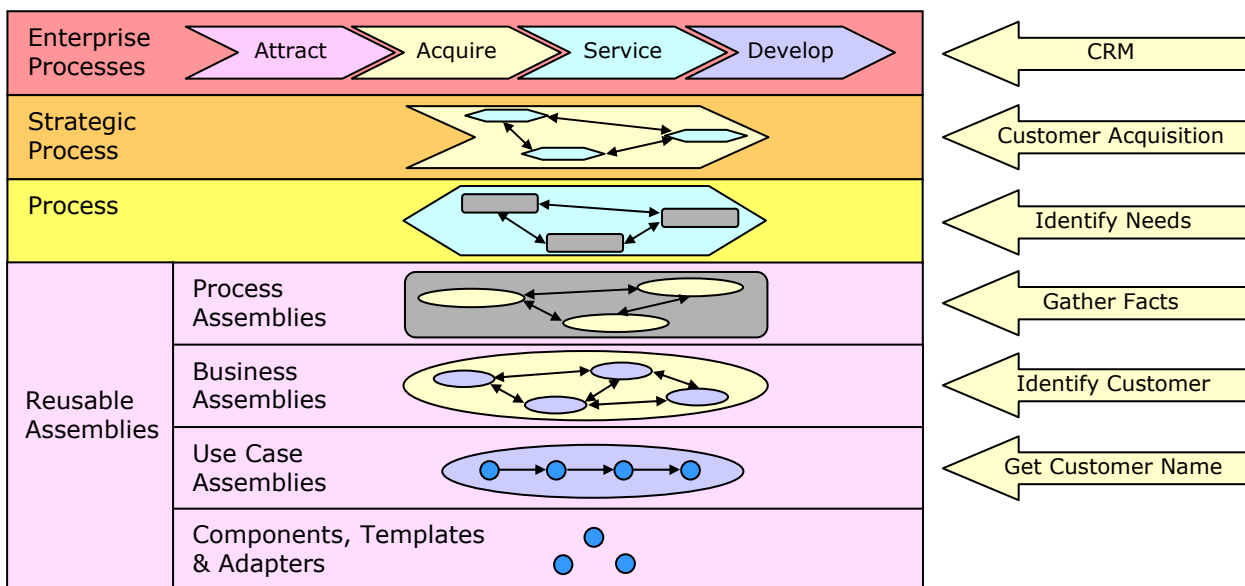 Enterprise
Processes
Attract
Acquire
Service
Develop
CRM
Strategic
Process
Customer Acquisition
Process
Identify Needs
Reusable
Assemblies
Process
Assemblies
Gather Facts
Business
Assemblies
Identify Customer
Use Case
Assemblies
Get Customer Name
Components, Templates
& Adapters